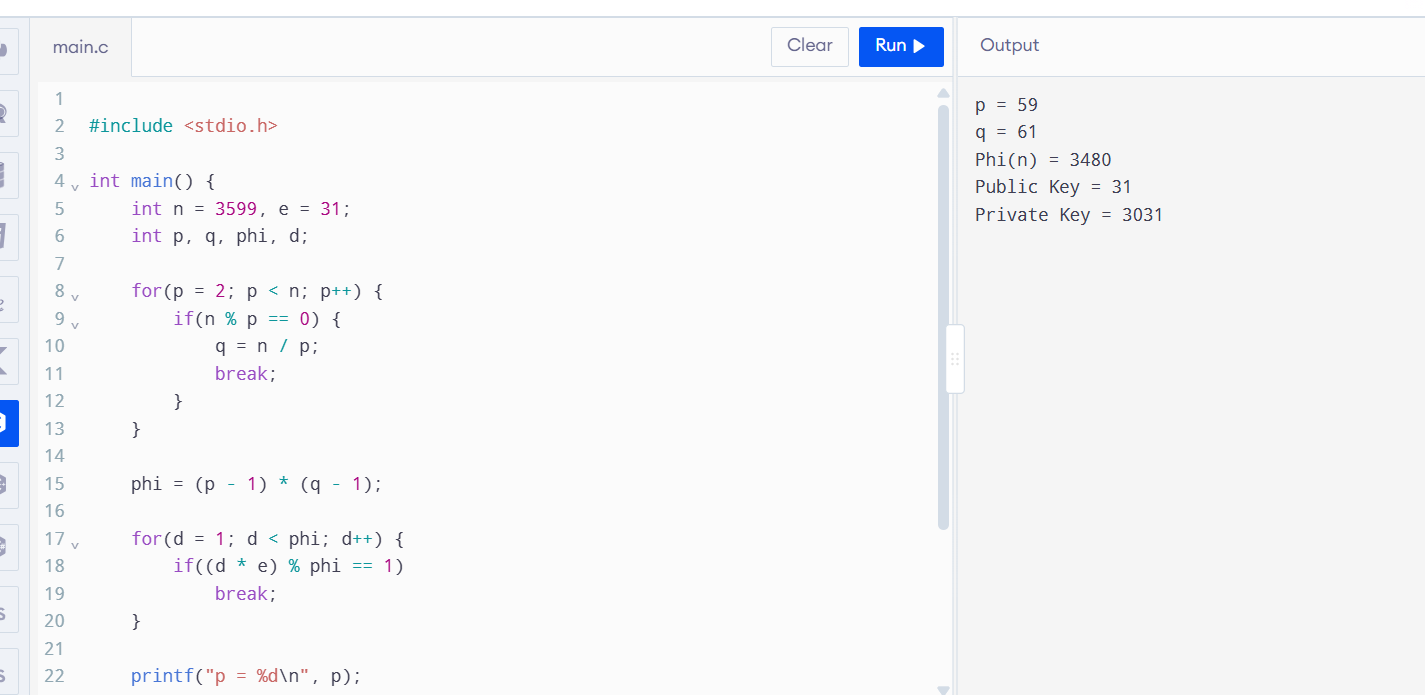 main.c
Clear
Run
Output
1
2 #include <stdio.h>
3
4 int main() {
5 int n = 3599, e = 31;
6 int p, q, phi, d;
7
8 for(p = 2; p < n; p++) {
9 if(n % p == 0) {
10 q = n / p;
11 break;
12 }
13 }
14
15 phi = (p - 1) * (q - 1);
16
17 for(d = 1; d < phi; d++) {
18 if((d * e) % phi == 1)
19 break;
20 }
21
22 printf("p = %d\n", p);
p = 59
q = 61
Phi(n) = 3480
Public Key = 31
Private Key = 3031